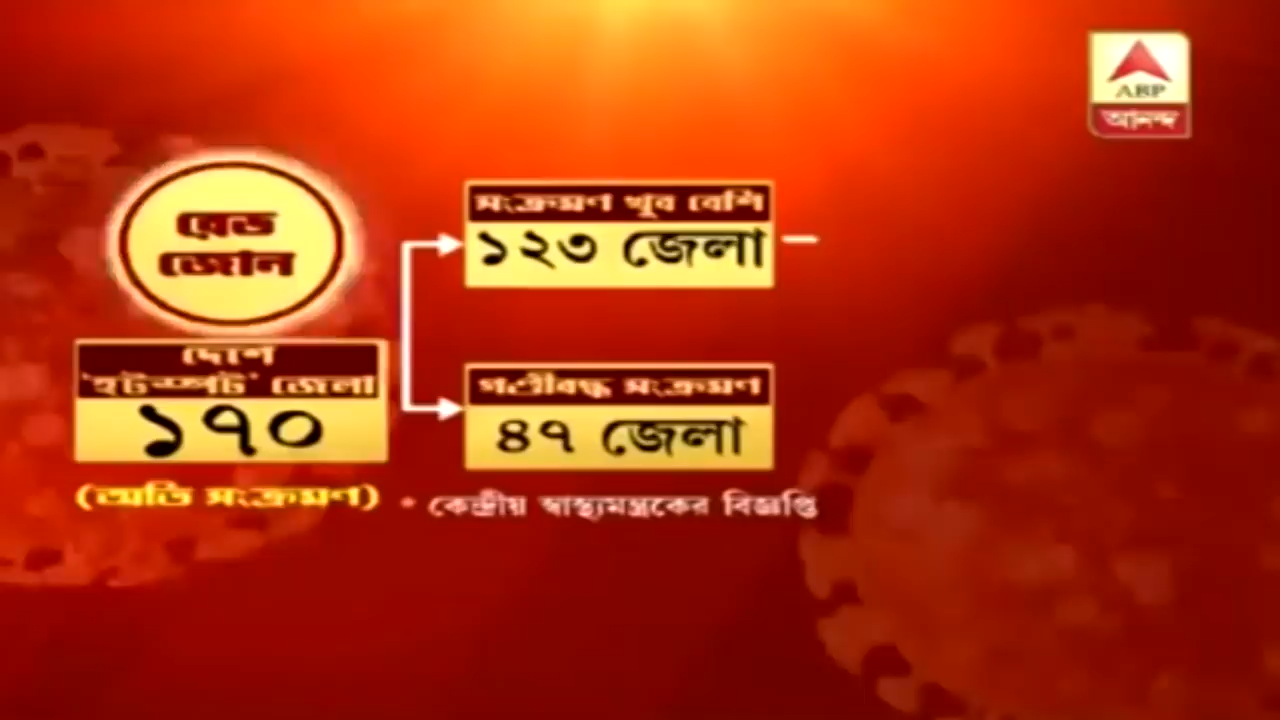 ABP
আনন্দ
রেড
জোন
দেশে
'হটস্পট' জেলা
১৭০
(অতি সংক্রমণ)
সংক্রমণ খুব বেশি
১২৩ জেলা
গণ্ডীবদ্ধ সংক্রমণ
৪৭ জেলা
* কেন্দ্রীয় স্বাস্থ্যমন্ত্রকের বিজ্ঞপ্তি